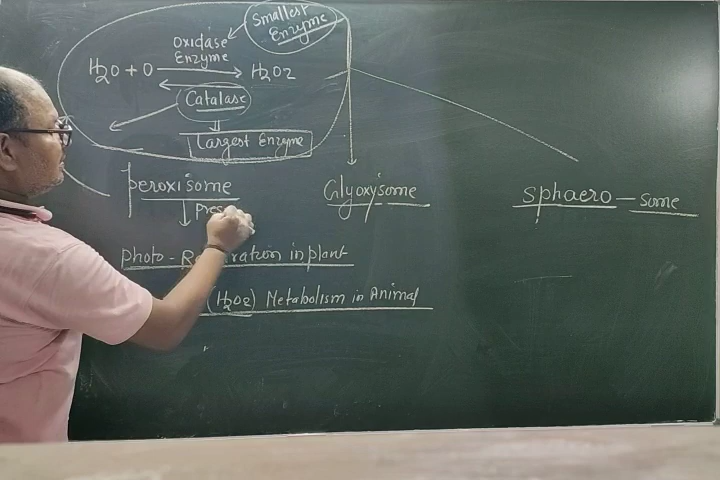 Smallest
Enzyme
Oxidase
Enzyme
H2O + O H2O2
Catalase
Largest Enzyme
Peroxisome Glyoxysome Sphaero - some
Photo - in plant
(H2O2) Metabolism in Animal